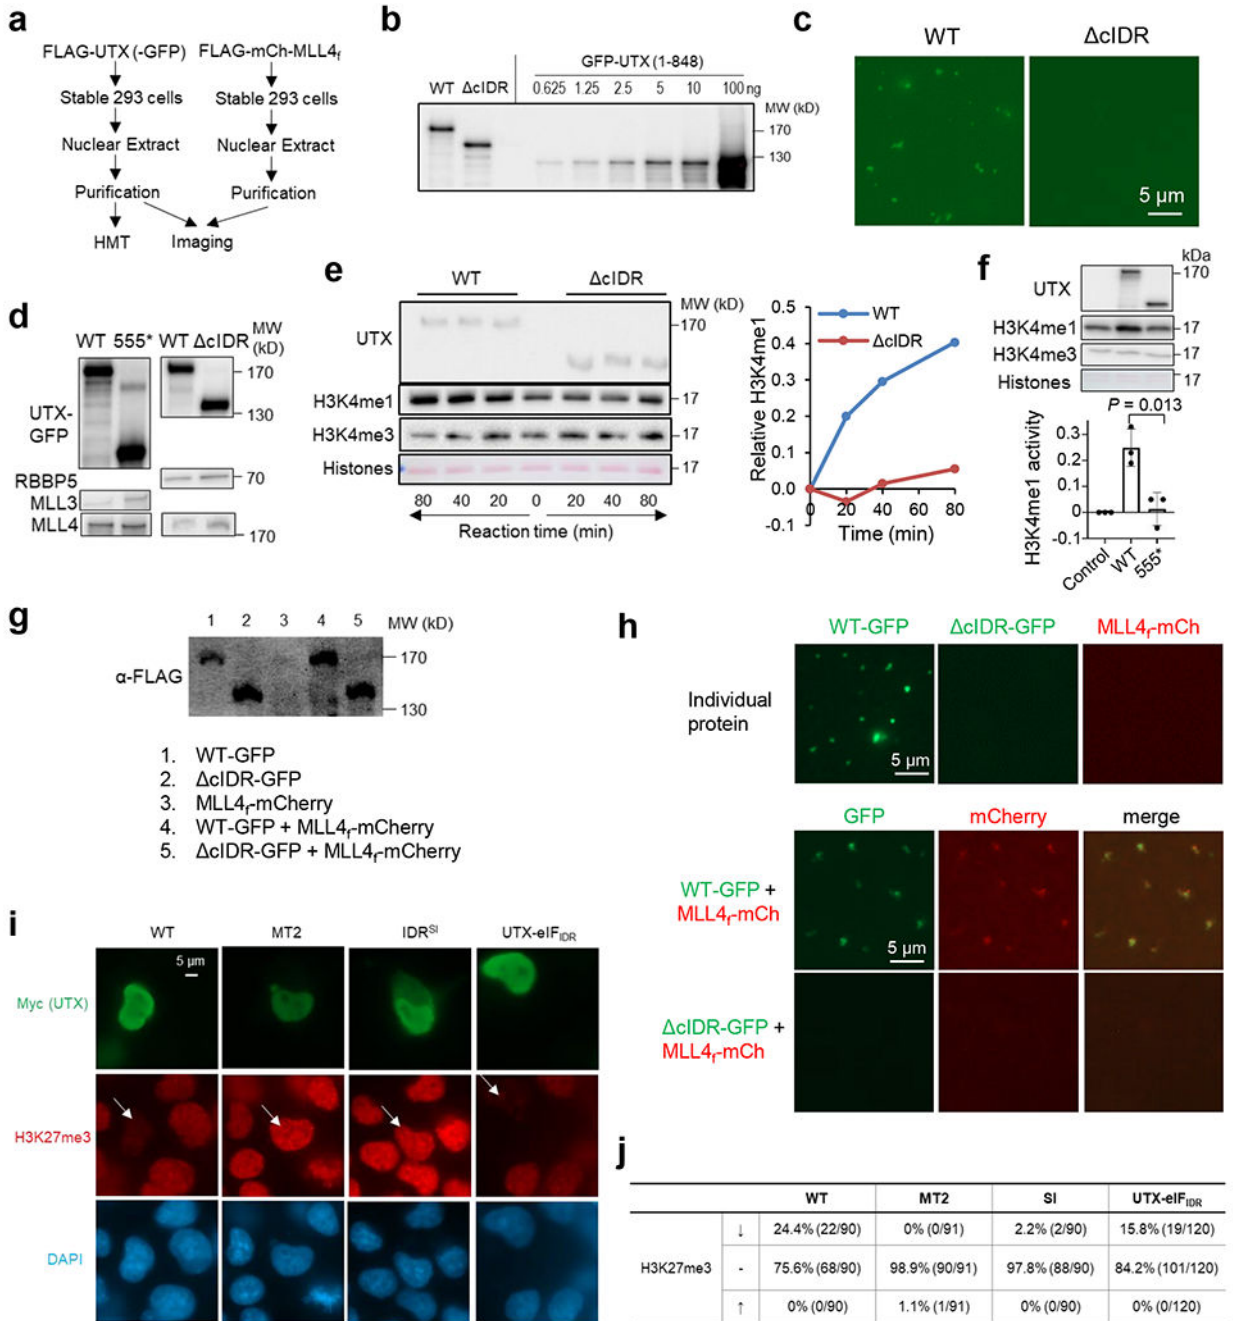 a
FLAG-UTX (-GFP) FLAG-mCh-MLL4f
Stable 293 cells Stable 293 cells
Nuclear Extract Nuclear Extract
Purification Purification
HMT Imaging
b
GFP-UTX (1-848)
WT ΔcIDR 0.625 1.25 2.5 5 10 100 ng
MW (kD)
170
130
c
WT ΔcIDR
5 µm
d
WT 555* WT ΔcIDR MW (kD)
170
130
UTX-GFP
RBBP5 70
MLL3
MLL4
170
e
WT ΔcIDR
MW (kD)
UTX 170
H3K4me1 17
H3K4me3 17
Histones 17
80 40 20 0 20 40 80
Reaction time (min)
Relative H3K4me1
0.5
0.4
0.3
0.2
0.1
0.0
-0.1
WT
ΔcIDR
0 20 40 80
Time (min)
f
kDa
UTX 170
H3K4me1 17
H3K4me3 17
Histones 17
P = 0.013
H3K4me1 activity
0.3
0.2
0.1
0
-0.1
Control WT 555*
g
1 2 3 4 5 MW (kD)
α-FLAG
170
130
1. WT-GFP
2. ΔcIDR-GFP
3. MLL4f-mCherry
4. WT-GFP + MLL4f-mCherry
5. ΔcIDR-GFP + MLL4f-mCherry
h
WT-GFP ΔcIDR-GFP MLL4f-mCh
Individual protein
5 µm
GFP mCherry merge
WT-GFP + MLL4f-mCh
5 µm
ΔcIDR-GFP + MLL4f-mCh
i
WT MT2 IDRSI UTX-eIFIDR
5 µm
Myc (UTX)
H3K27me3
DAPI
j
WT MT2 SI UTX-eIFIDR
↓ 24.4% (22/90) 0% (0/91) 2.2% (2/90) 15.8% (19/120)
H3K27me3 - 75.6% (68/90) 98.9% (90/91) 97.8% (88/90) 84.2% (101/120)
↑ 0% (0/90) 1.1% (1/91) 0% (0/90) 0% (0/120)